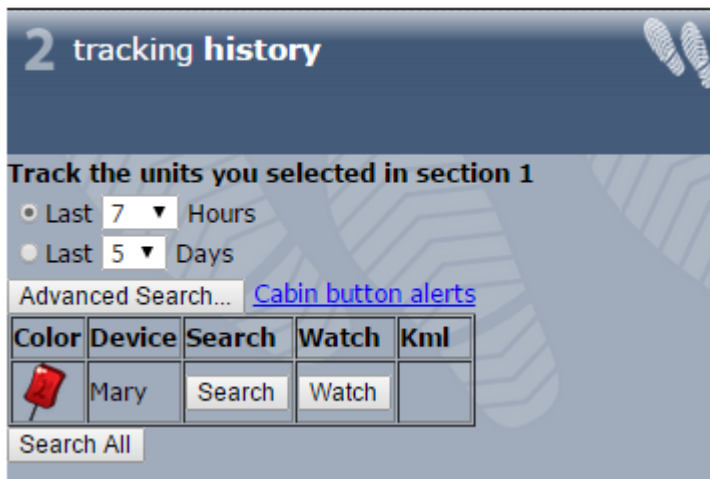 2 tracking history
Track the units you selected in section 1
Last 7 Hours
Last 5 Days
Advanced Search... Cabin button alerts
Color Device Search Watch Kml
2 Mary Search Watch
Search All